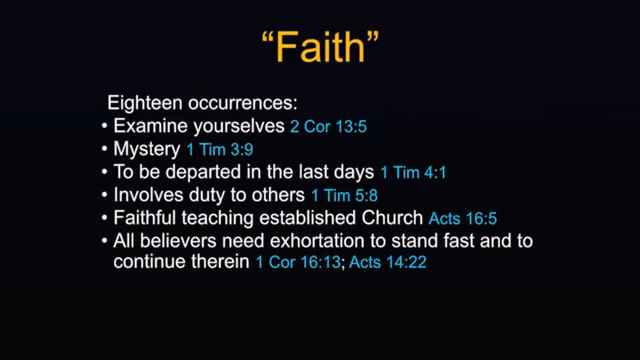 “Faith”
Eighteen occurrences:
• Examine yourselves 2 Cor 13:5
• Mystery 1 Tim 3:9
• To be departed in the last days 1 Tim 4:1
• Involves duty to others 1 Tim 5:8
• Faithful teaching established Church Acts 16:5
• All believers need exhortation to stand fast and to
continue therein 1 Cor 16:13; Acts 14:22